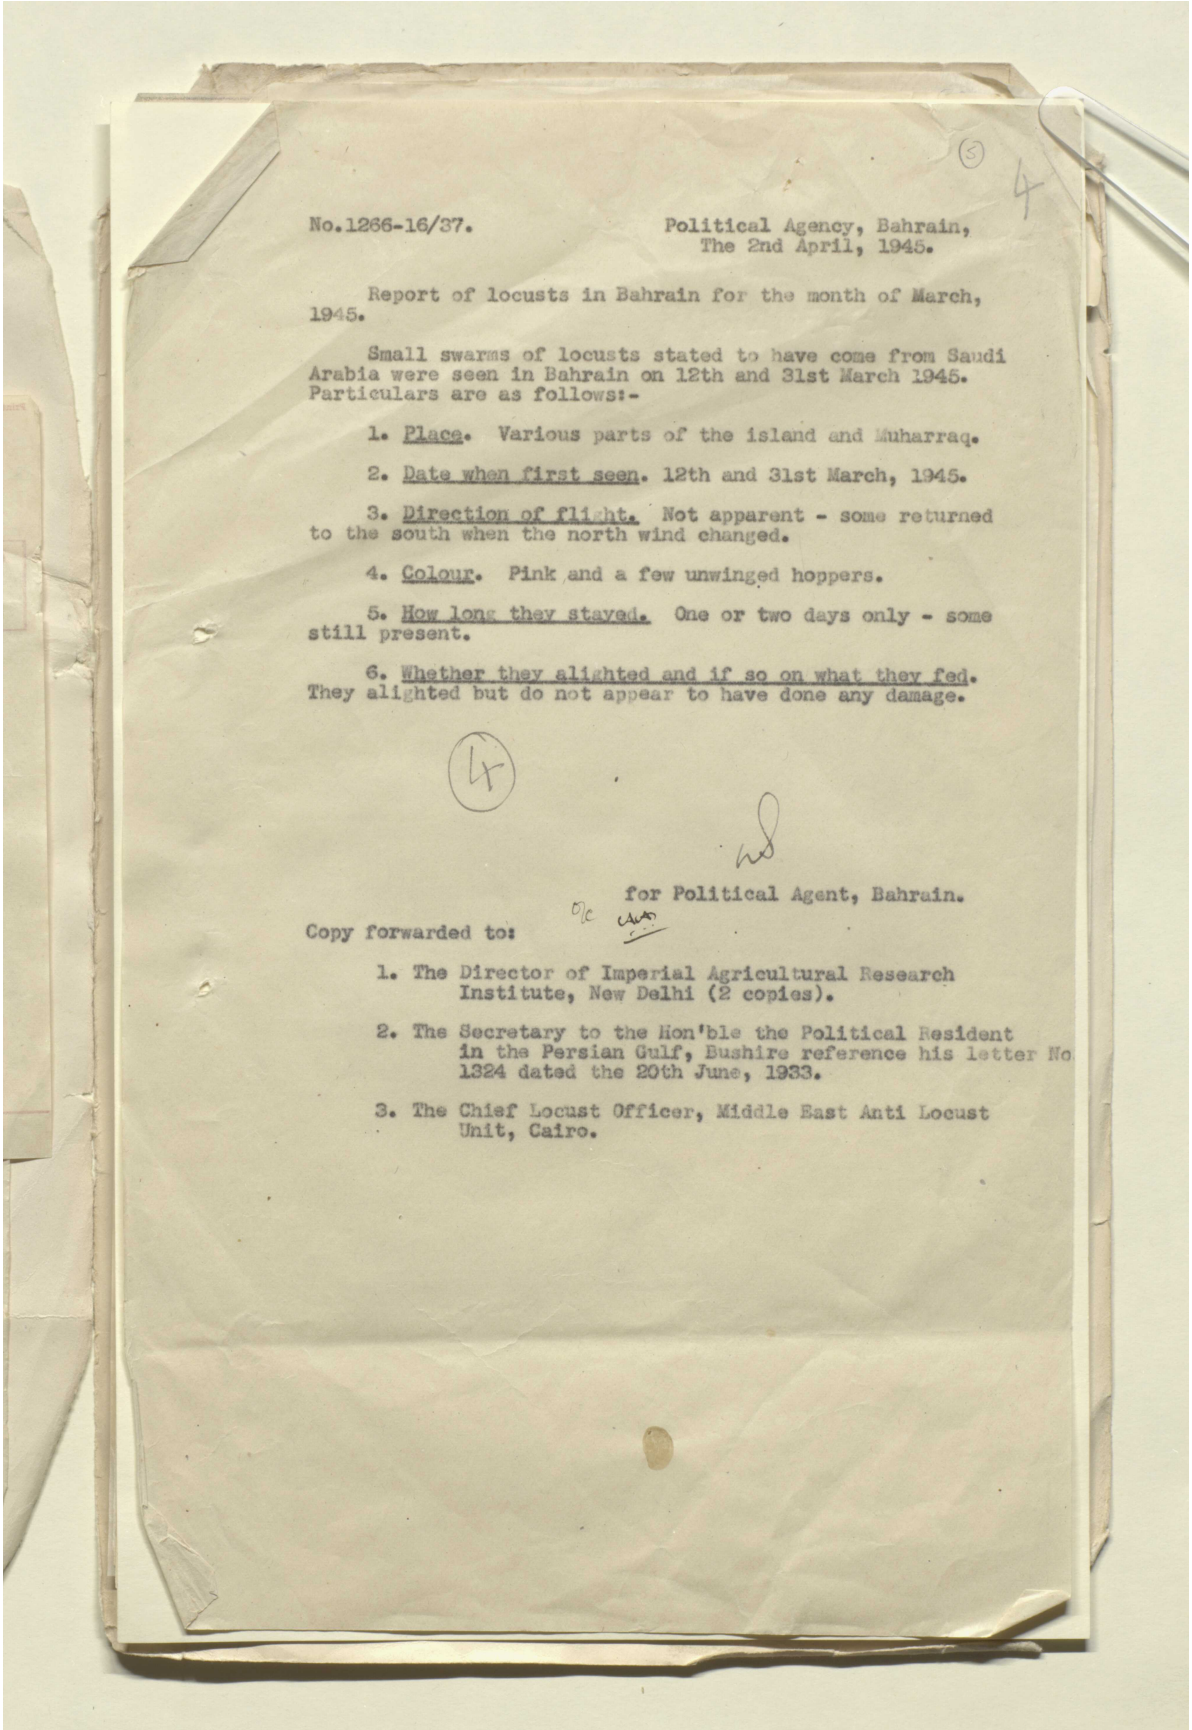 5
4
No.1266-16/37.
Political Agency, Bahrain,
The 2nd April, 1945.
Report of locusts in Bahrain for the month of March,
1945.
Small swarms of locusts stated to have come from Saudi
Arabia were seen in Bahrain on 12th and 31st March 1945.
Particulars are as follows:-
1. Place. Various parts of the island and Muharraq.
2. Date when first seen. 12th and 31st March, 1945.
3. Direction of flight. Not apparent - some returned
to the south when the north wind changed.
4. Colour. Pink and a few unwinged hoppers.
5. How long they stayed. One or two days only - some
still present.
6. Whether they alighted and if so on what they fed.
They alighted but do not appear to have done any damage.
4
for Political Agent, Bahrain.
Copy forwarded to:
1. The Director of Imperial Agricultural Research
Institute, New Delhi (2 copies).
2. The Secretary to the Hon'ble the Political Resident
in the Persian Gulf, Bushire reference his letter No
1324 dated the 20th June, 1933.
3. The Chief Locust Officer, Middle East Anti Locust
Unit, Cairo.